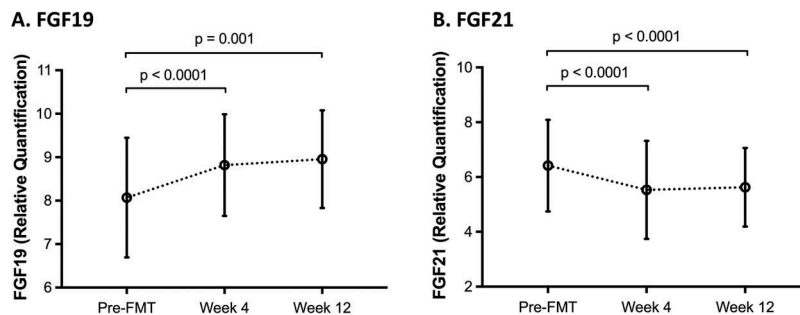 A. FGF19
p = 0.001
p < 0.0001
FGF19 (Relative Quantification)
11
10
9
8
7
6
Pre-FMT Week 4 Week 12
B. FGF21
p < 0.0001
p < 0.0001
FGF21 (Relative Quantification)
10
8
6
4
2
Pre-FMT Week 4 Week 12